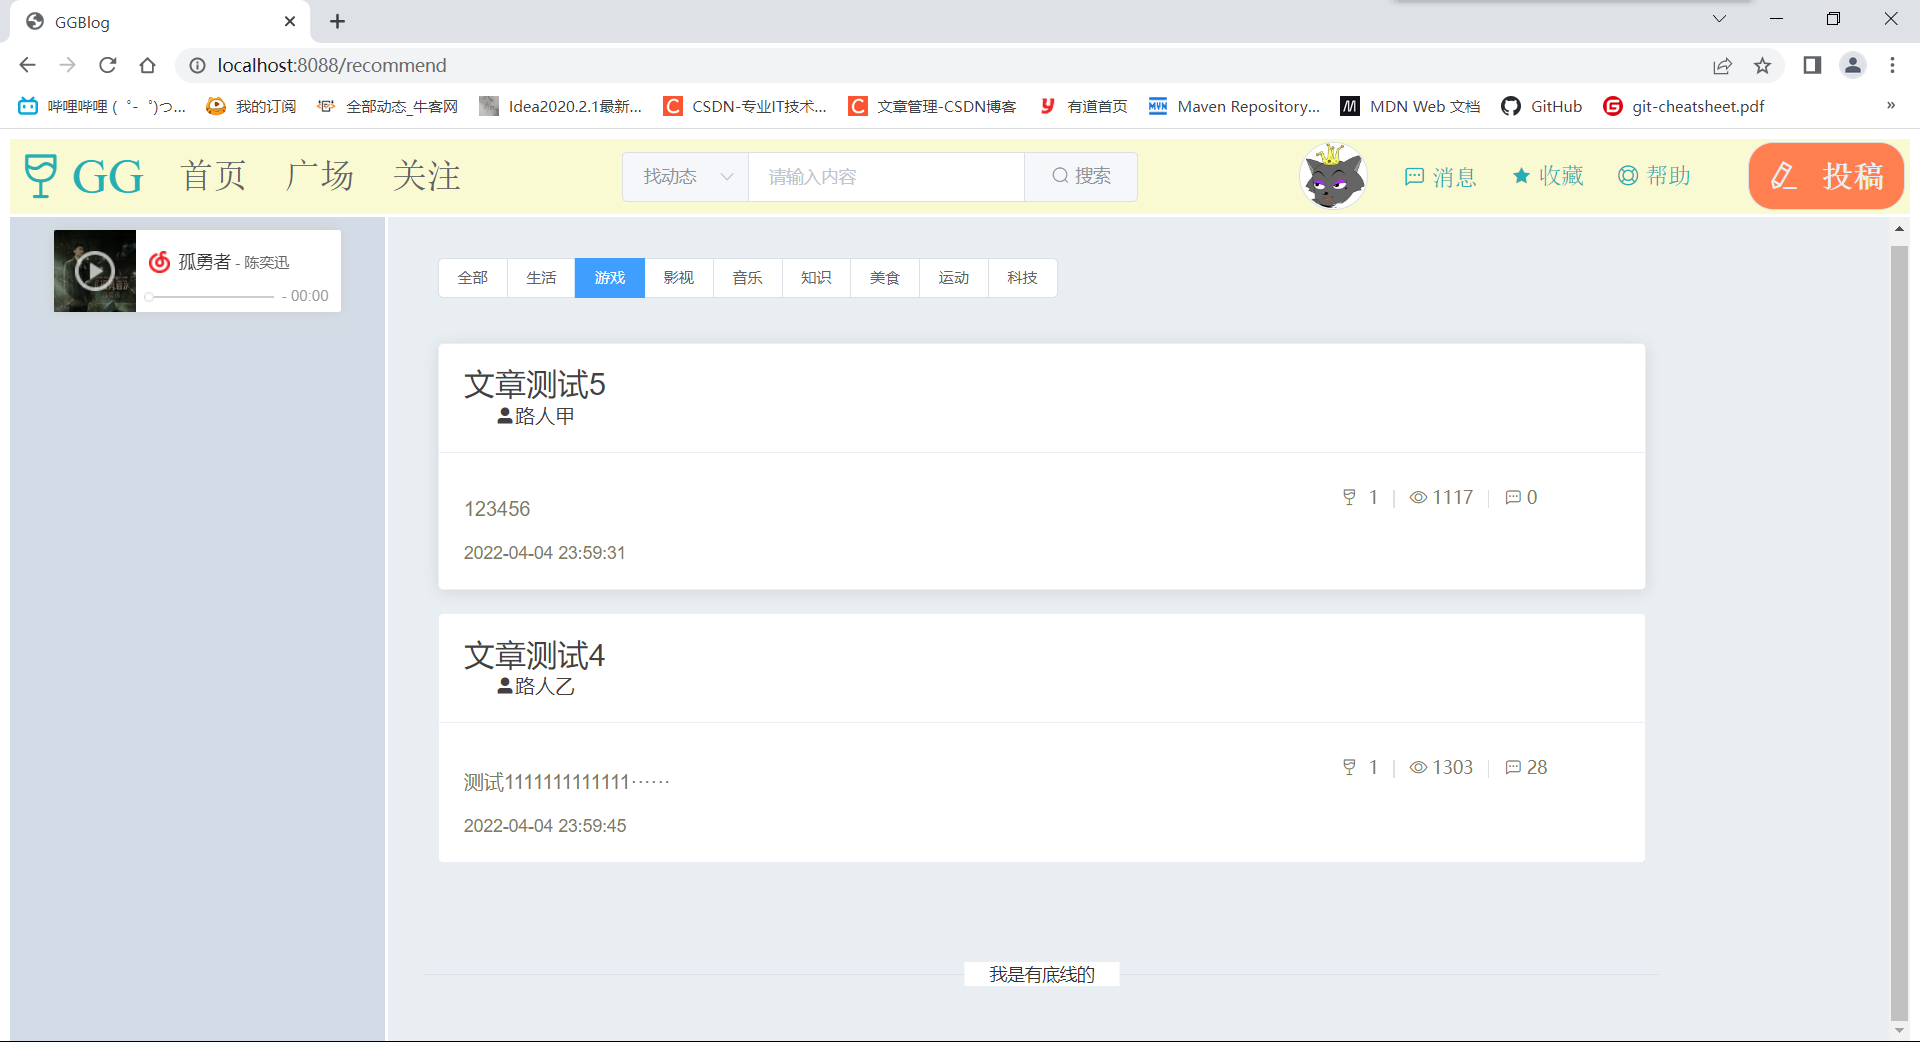 GGBlog
localhost:8088/recommend
哔哩哔哩 (゜-゜)つ...
我的订阅
全部动态_牛客网
Idea2020.2.1最新...
CSDN-专业IT技术...
文章管理-CSDN博客
有道首页
Maven Repository...
MDN Web 文档
GitHub
git-cheatsheet.pdf
»
GG 首页 广场 关注
找动态 请输入内容 搜索
消息 收藏 帮助 投稿
孤勇者 - 陈奕迅
- 00:00
全部 生活 游戏 影视 音乐 知识 美食 运动 科技
文章测试5
路人甲
123456
1 | 1117 | 0
2022-04-04 23:59:31
文章测试4
路人乙
测试1111111111111⋯⋯
1 | 1303 | 28
2022-04-04 23:59:45
我是有底线的